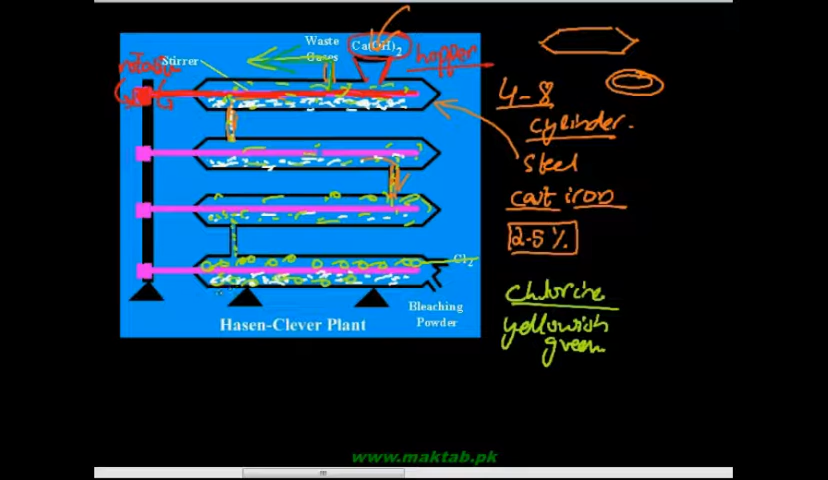 Waste
Gases
Ca(OH)2
hopper
Stirrer
4-8
cylinder.
steel
cast iron
2-5%
Cl2
Bleaching
Powder
Hasen-Clever Plant
chlorine
yellowish
green
www.maktab.pk